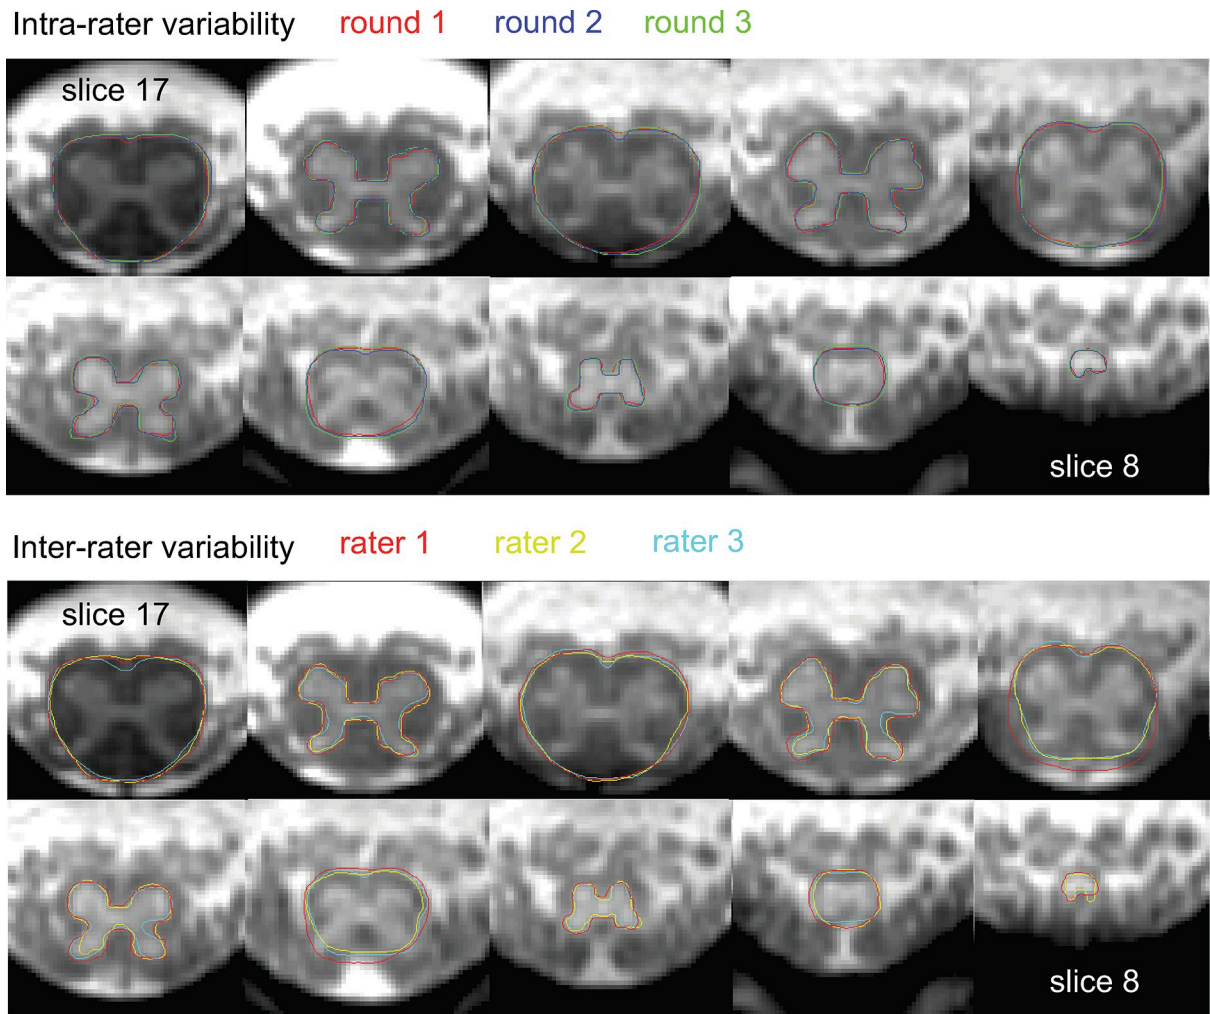 Intra-rater variability round 1 round 2 round 3
slice 17
slice 8
Inter-rater variability rater 1 rater 2 rater 3
slice 17
slice 8